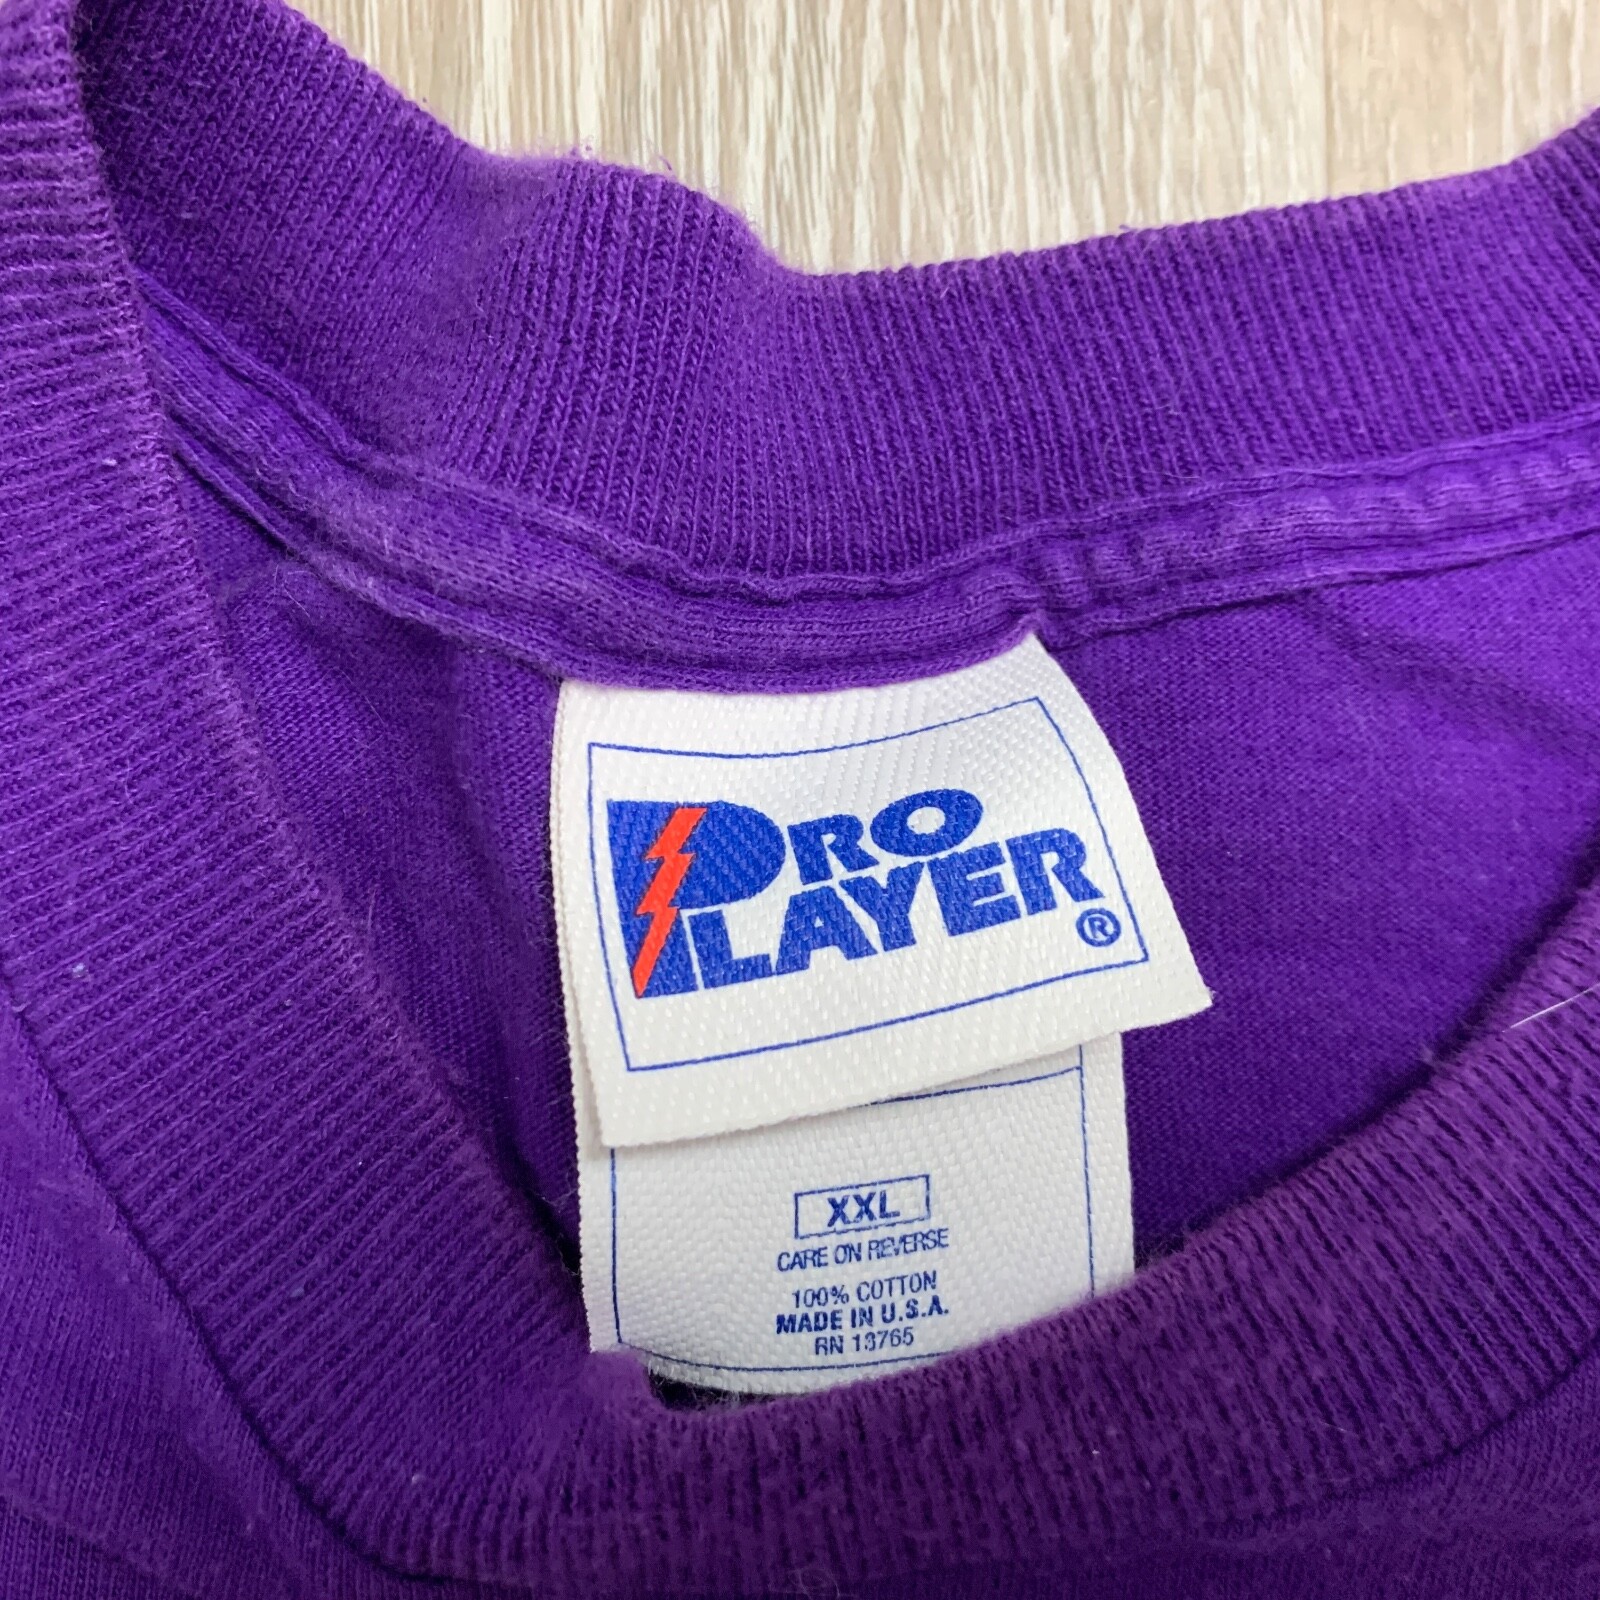 PRO
PLAYER®
XXL
CARE ON REVERSE
100% COTTON
MADE IN U.S.A.
RN 13765